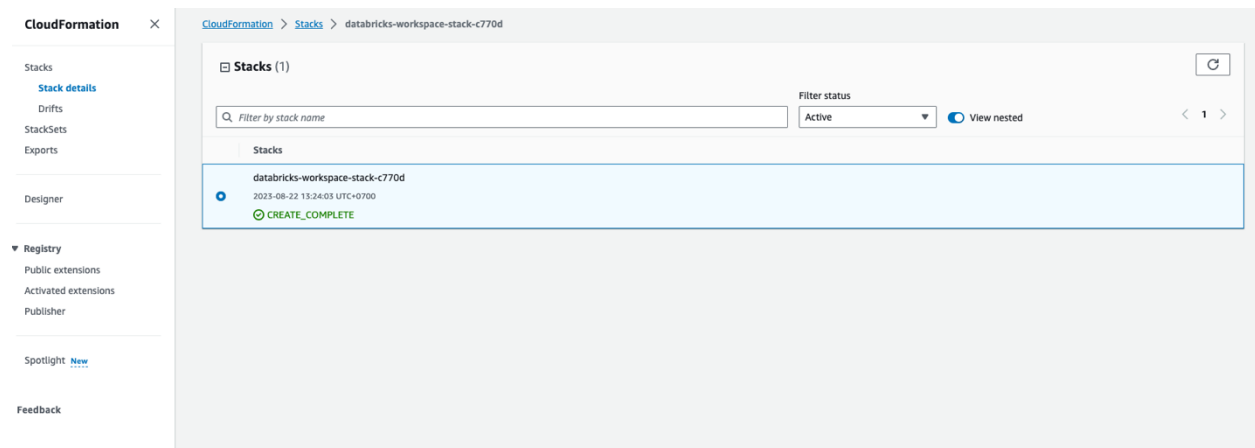 CloudFormation
Stacks
Stack details
Drifts
StackSets
Exports
Designer
Registry
Public extensions
Activated extensions
Publisher
Spotlight New
Feedback
CloudFormation > Stacks > databricks-workspace-stack-c770d
Stacks (1)
Filter status
Filter by stack name
Active
View nested
< 1 >
Stacks
databricks-workspace-stack-c770d
2023-08-22 13:24:03 UTC+0700
CREATE_COMPLETE